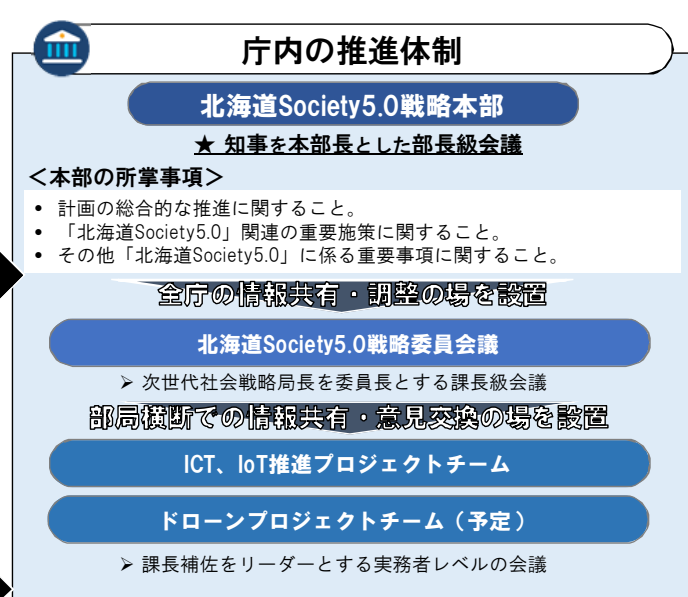 庁内の推進体制
北海道Society5.0戦略本部
★ 知事を本部長とした部長級会議
＜本部の所掌事項＞
• 計画の総合的な推進に関すること。
• 「北海道Society5.0」関連の重要施策に関すること。
• その他「北海道Society5.0」に係る重要事項に関すること。
全庁の情報共有・調整の場を設置
北海道Society5.0戦略委員会議
➢ 次世代社会戦略局長を委員長とする課長級会議
部局横断での情報共有・意見交換の場を設置
ICT、IoT推進プロジェクトチーム
ドローンプロジェクトチーム（予定）
➢ 課長補佐をリーダーとする実務者レベルの会議